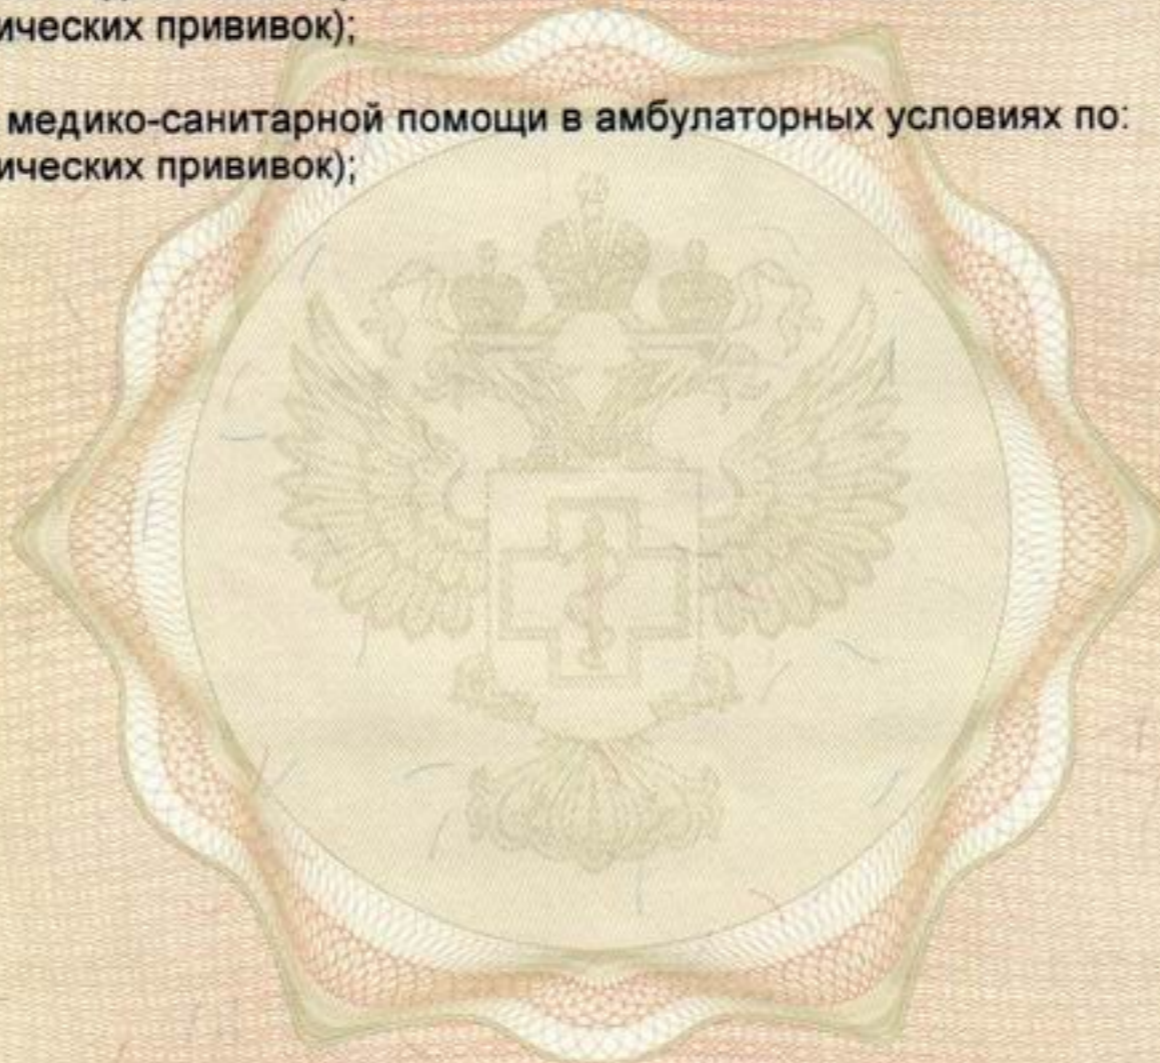 ических прививок);
медико-санитарной помощи в амбулаторных условиях по:
ических прививок);